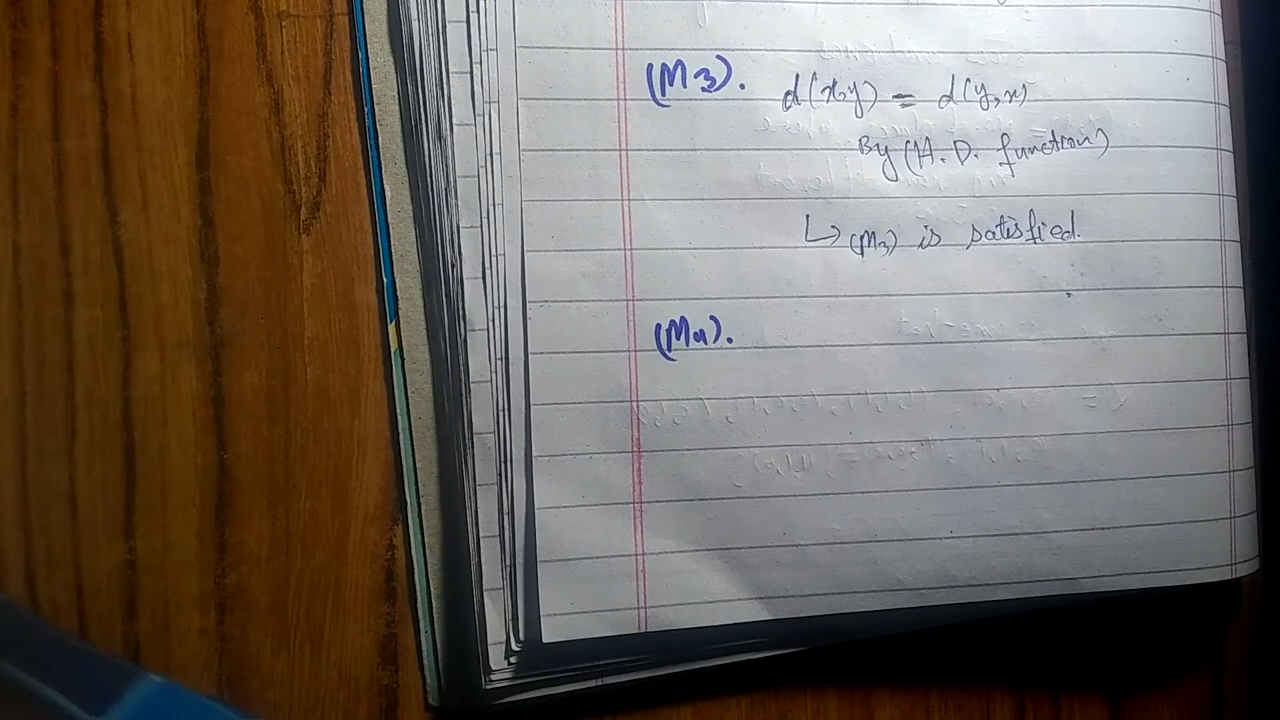 (M3). d(x,y) = d(y,x)
By (H.D. function)
↳ (M3) is satisfied.
(M4).